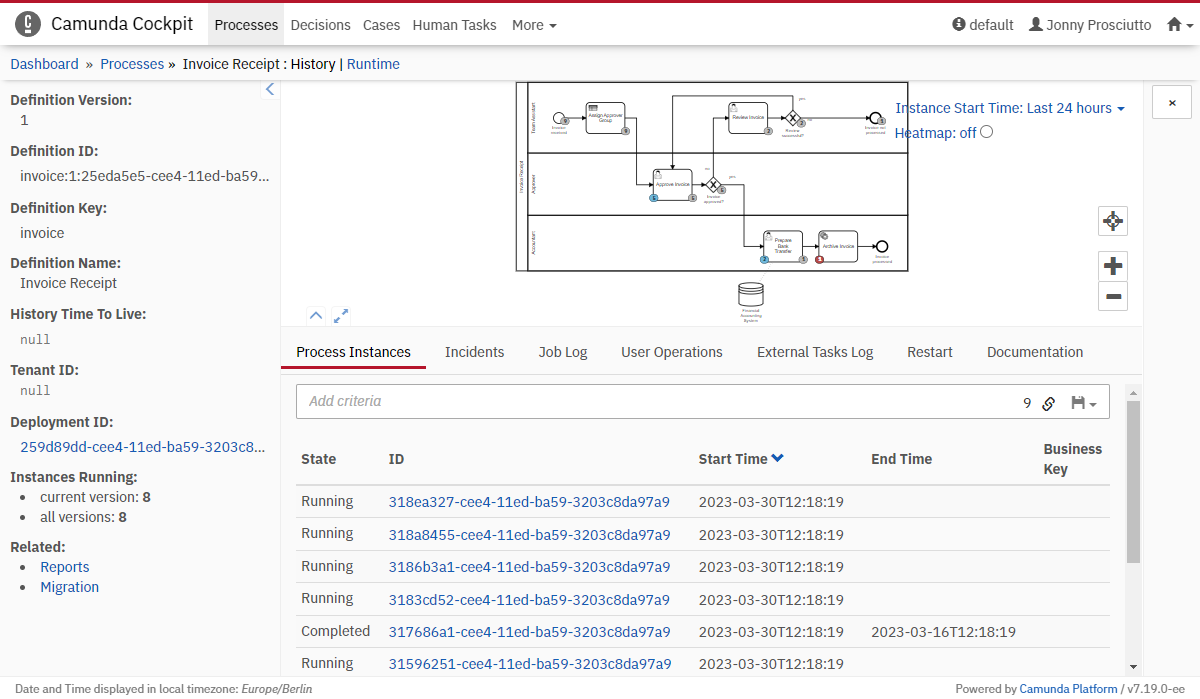 Camunda Cockpit Processes Decisions Cases Human Tasks More default Jonny Prosciutto
Dashboard » Processes » Invoice Receipt : History | Runtime
Definition Version:
1
Definition ID:
invoice:1:25eda5e5-cee4-11ed-ba59...
Definition Key:
invoice
Definition Name:
Invoice Receipt
History Time To Live:
null
Tenant ID:
null
Deployment ID:
259d89dd-cee4-11ed-ba59-3203c8...
Instances Running:
current version: 8
all versions: 8
Related:
Reports
Migration
Instance Start Time: Last 24 hours
Heatmap: off
Invoice Receipt
Team Assistant
Approver
Accountant
Invoice
received
Assign Approver
Group
Review Invoice
yes
Review
successful?
Invoice not
processed
Approve Invoice
no
yes
Invoice
approved?
Prepare
Bank
Transfer
Archive Invoice
Invoice
processed
Financial
Accounting
System
Process Instances Incidents Job Log User Operations External Tasks Log Restart Documentation
Add criteria 9
State ID Start Time End Time Business
Key
Running 318ea327-cee4-11ed-ba59-3203c8da97a9 2023-03-30T12:18:19
Running 318a8455-cee4-11ed-ba59-3203c8da97a9 2023-03-30T12:18:19
Running 3186b3a1-cee4-11ed-ba59-3203c8da97a9 2023-03-30T12:18:19
Running 3183cd52-cee4-11ed-ba59-3203c8da97a9 2023-03-30T12:18:19
Completed 317686a1-cee4-11ed-ba59-3203c8da97a9 2023-03-30T12:18:19 2023-03-16T12:18:19
Running 31596251-cee4-11ed-ba59-3203c8da97a9 2023-03-30T12:18:19
Date and Time displayed in local timezone: Europe/Berlin
Powered by Camunda Platform / v7.19.0-ee